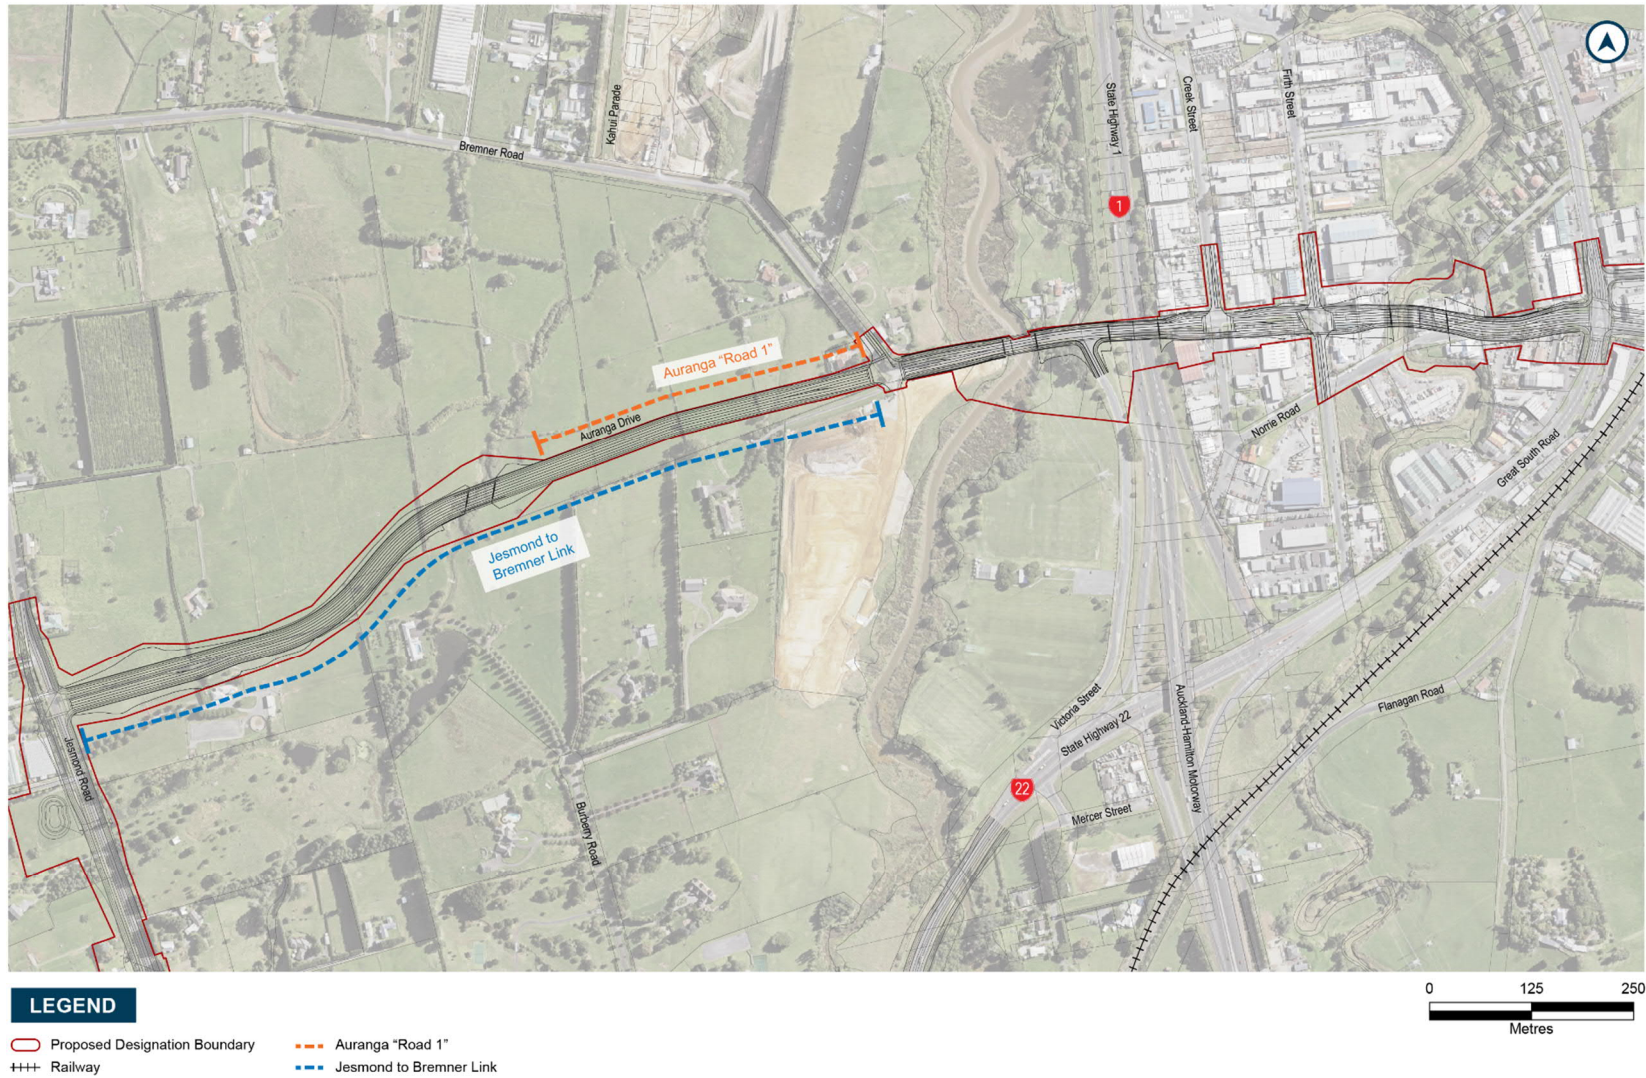 Kahui Parade
Bremner Road
State Highway 1
Creek Street
Firth Street
1
Auranga "Road 1"
Auranga Drive
Norrie Road
Great South Road
Jesmond to
Bremner Link
Jesmond Road
Burberry Road
Victoria Street
State Highway 22
22
Mercer Street
Auckland-Hamilton Motorway
Flanagan Road
LEGEND
Proposed Designation Boundary
Railway
Auranga "Road 1"
Jesmond to Bremner Link
0 125 250
Metres